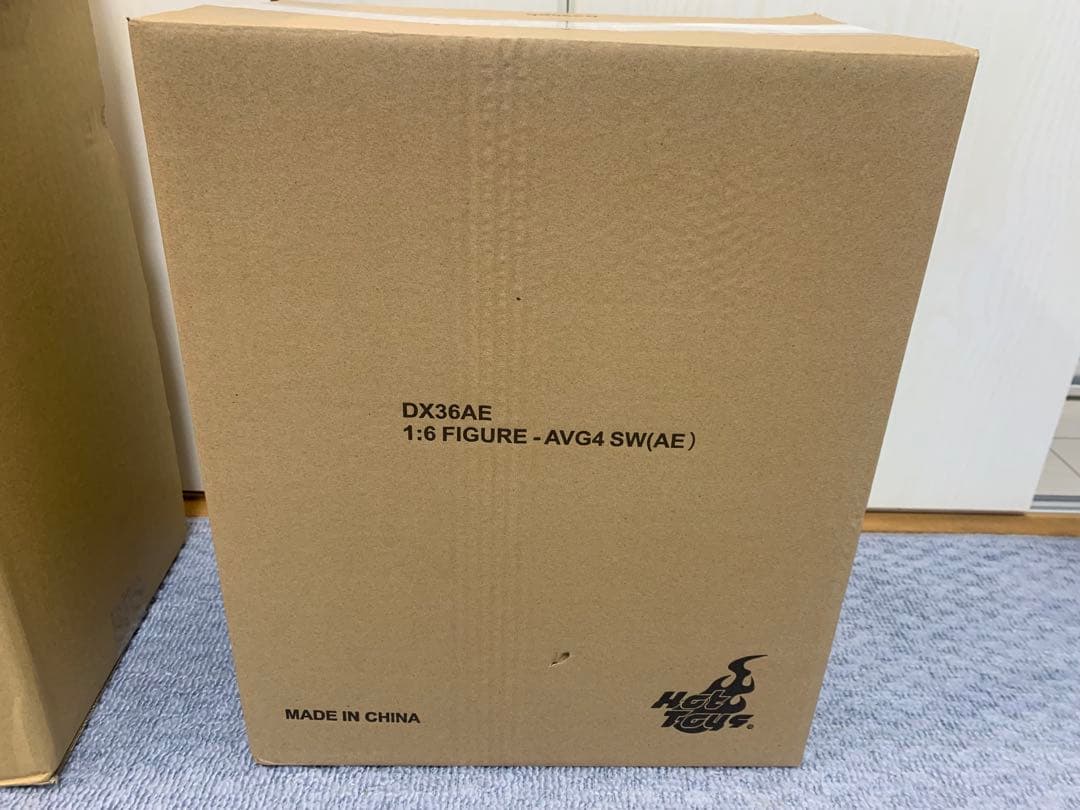 DX36AE
1:6 FIGURE - AVG4 SW(AE)
MADE IN CHINA
Hot
Toys